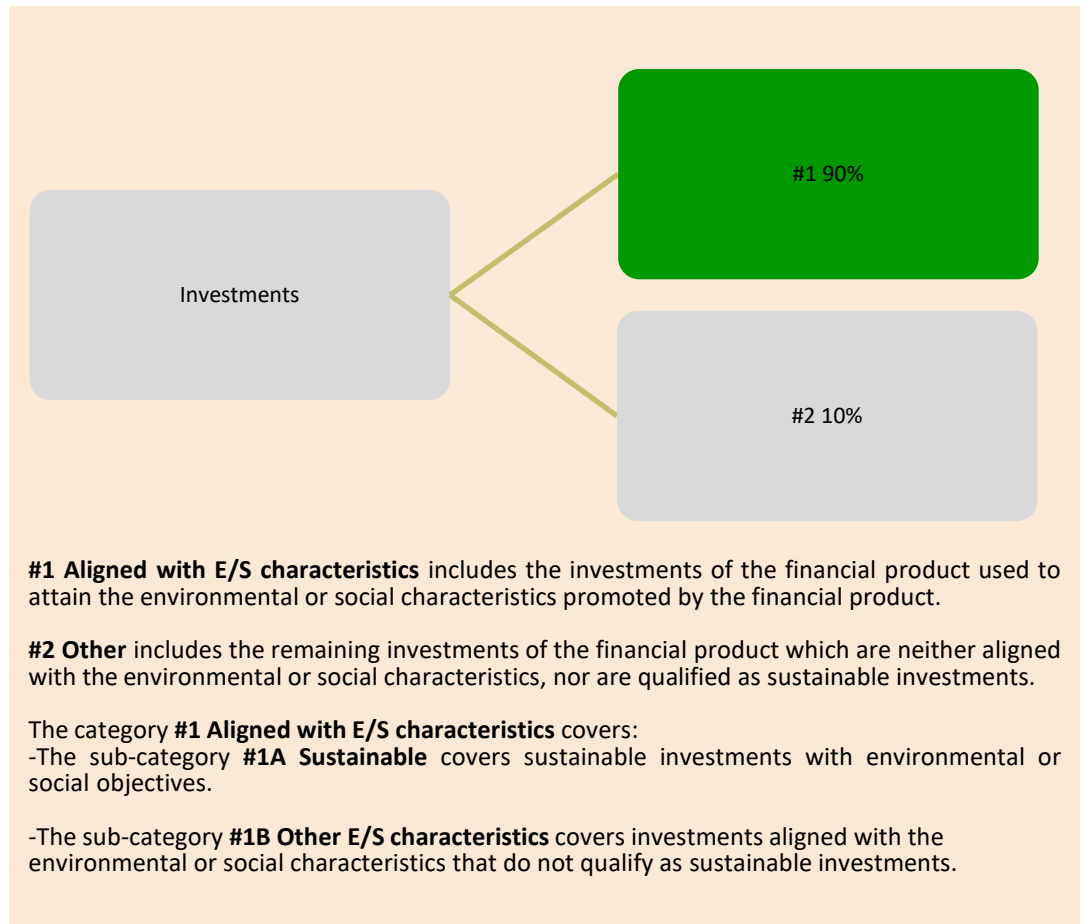 #1 90%
Investments
#2 10%
#1 Aligned with E/S characteristics includes the investments of the financial product used to
attain the environmental or social characteristics promoted by the financial product.
#2 Other includes the remaining investments of the financial product which are neither aligned
with the environmental or social characteristics, nor are qualified as sustainable investments.
The category #1 Aligned with E/S characteristics covers:
-The sub-category #1A Sustainable covers sustainable investments with environmental or
social objectives.
-The sub-category #1B Other E/S characteristics covers investments aligned with the
environmental or social characteristics that do not qualify as sustainable investments.